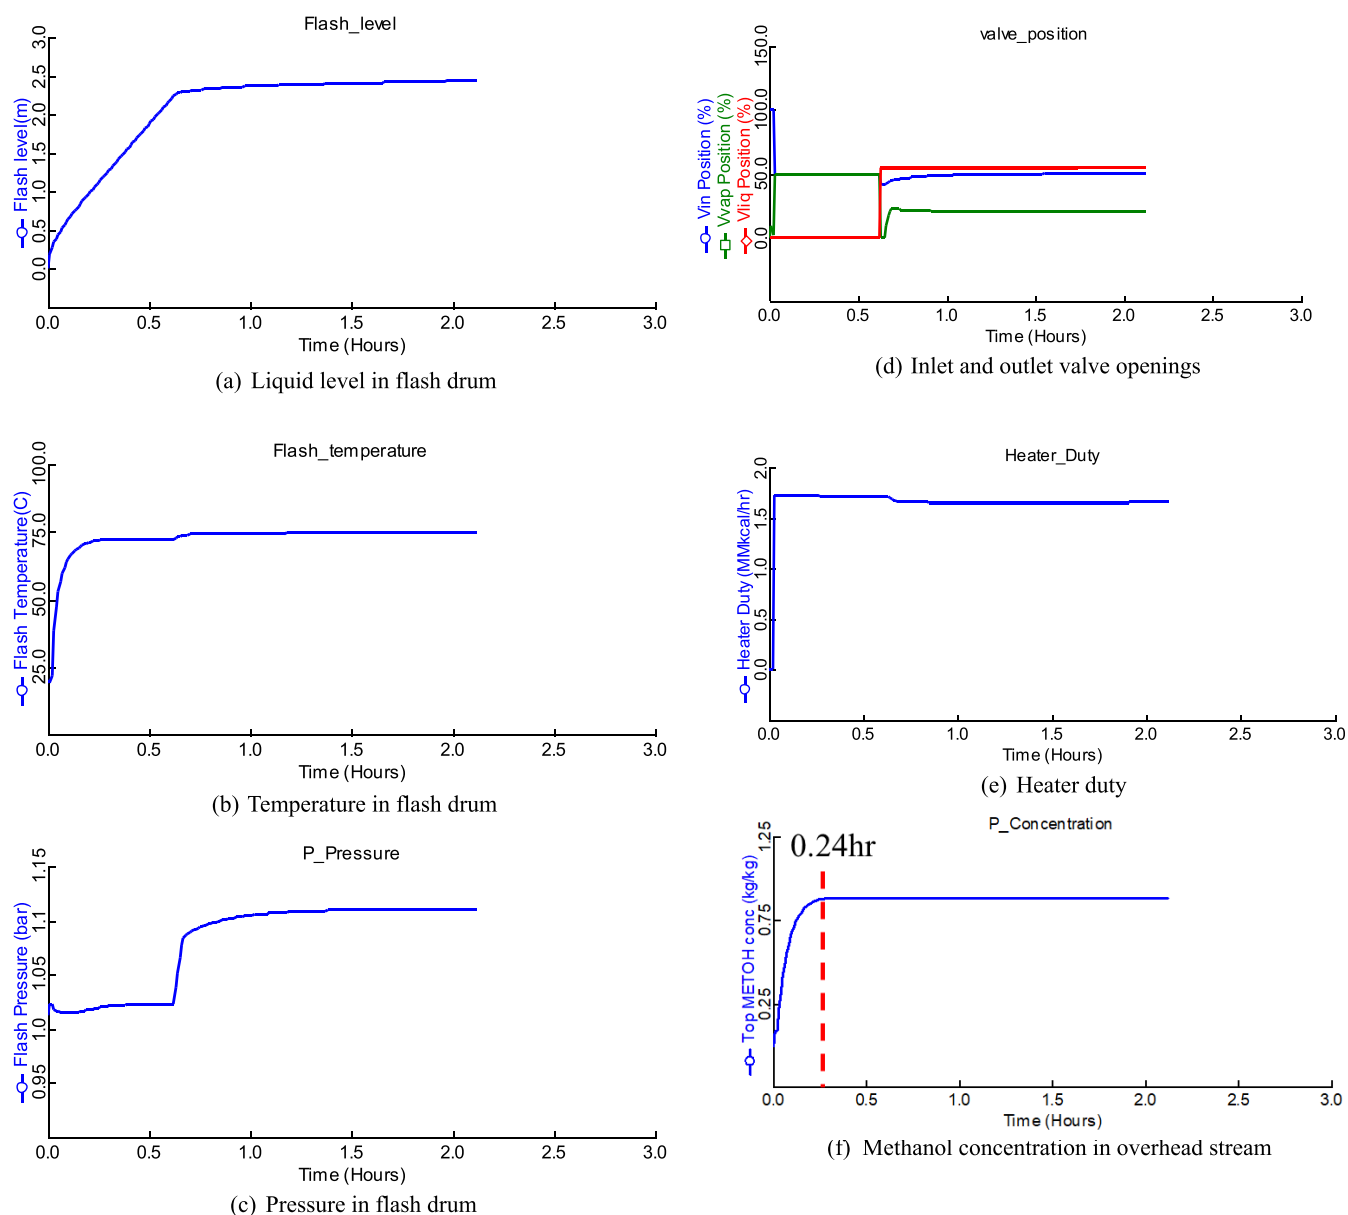 Flash_level
Flash level(m)
0.0 0.5 1.0 1.5 2.0 2.5 3.0
0.0 0.5 1.0 1.5 2.0 2.5 3.0
Time (Hours)
(a) Liquid level in flash drum
valve_position
Vin Position (%)
Vvap Position (%)
Vliq Position (%)
0.0 50.0 100.0 150.0
0.0 0.5 1.0 1.5 2.0 2.5 3.0
Time (Hours)
(d) Inlet and outlet valve openings
Flash_temperature
Flash Temperature(C)
25.0 50.0 75.0 100.0
0.0 0.5 1.0 1.5 2.0 2.5 3.0
Time (Hours)
(b) Temperature in flash drum
Heater_Duty
Heater Duty (MMkcal/hr)
0.0 0.5 1.0 1.5 2.0
0.0 0.5 1.0 1.5 2.0 2.5 3.0
Time (Hours)
(e) Heater duty
P_Pressure
Flash Pressure (bar)
0.95 1.0 1.05 1.1 1.15
0.0 0.5 1.0 1.5 2.0 2.5 3.0
Time (Hours)
(c) Pressure in flash drum
P_Concentration
0.24hr
Top METOH conc (kg/kg)
0.25 0.75 1.25
0.0 0.5 1.0 1.5 2.0 2.5 3.0
Time (Hours)
(f) Methanol concentration in overhead stream